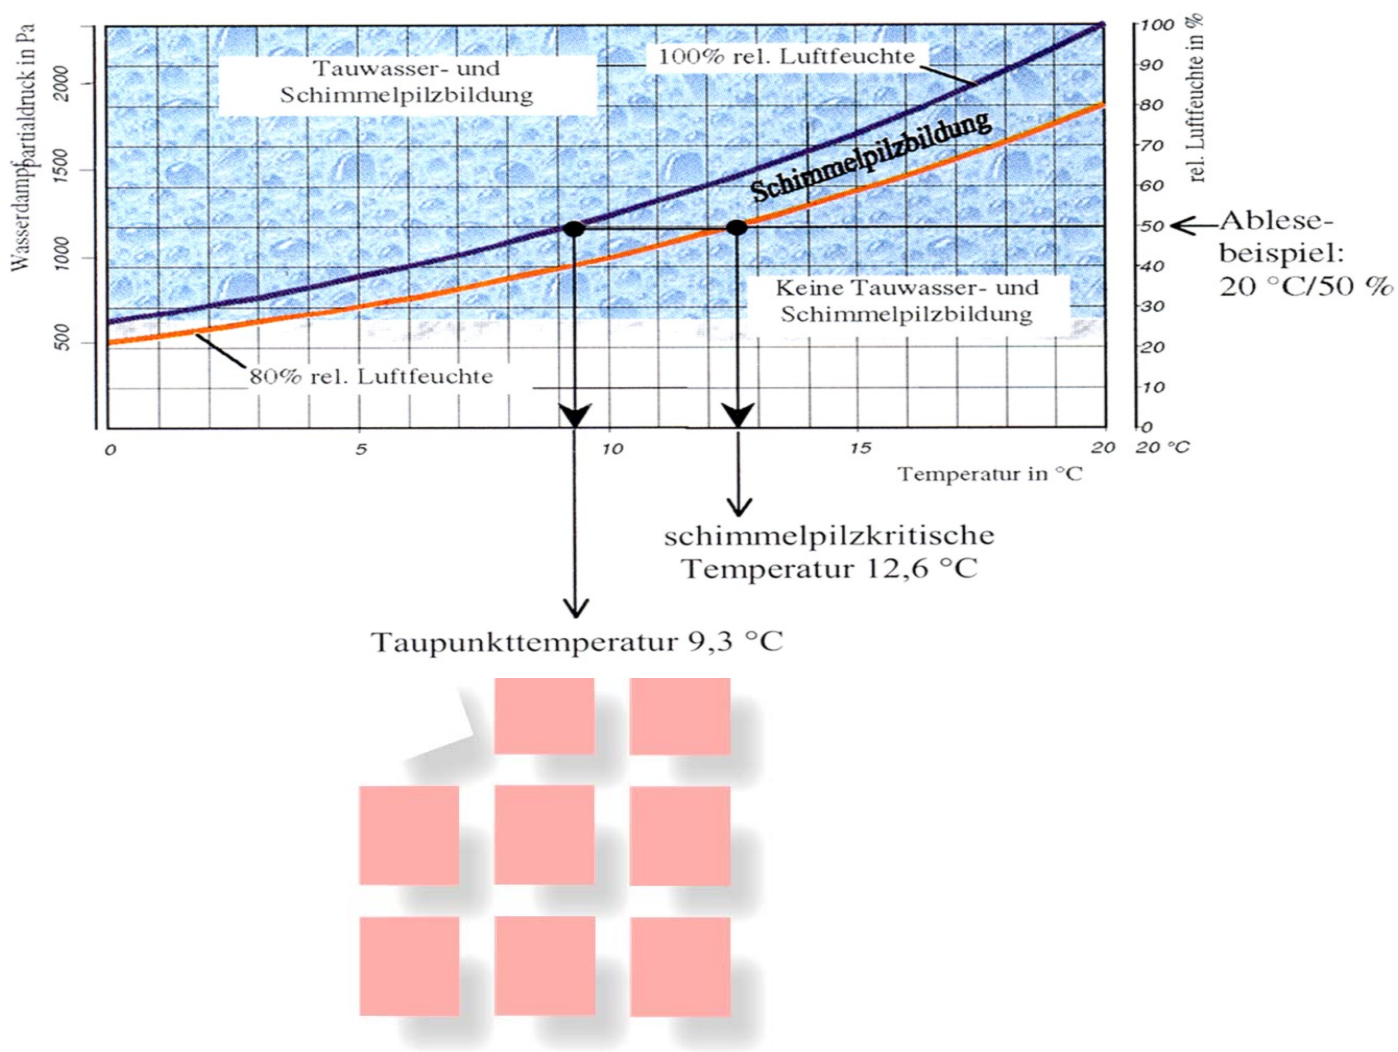 Wasserdampfpartialdruck in Pa
2000
1500
1000
500
Tauwasser- und
Schimmelpilzbildung
100% rel. Luftfeuchte
Schimmelpilzbildung
Keine Tauwasser- und
Schimmelpilzbildung
80% rel. Luftfeuchte
100
90
80
70
60
50
40
30
20
10
0
rel. Luftfeuchte in %
Ablese-
beispiel:
20 °C/50 %
0 5 10 15 20 20 °C
Temperatur in °C
schimmelpilzkritische
Temperatur 12,6 °C
Taupunkttemperatur 9,3 °C